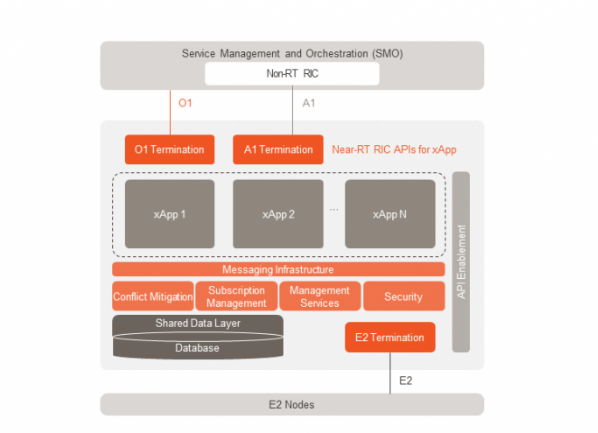 Service Management and Orchestration (SMO)
Non-RT RIC
O1
A1
O1 Termination
A1 Termination
Near-RT RIC APIs for xApp
xApp 1
xApp 2
...
xApp N
API Enablement
Messaging Infrastructure
Conflict Mitigation
Subscription
Management
Management
Services
Security
Shared Data Layer
Database
E2 Termination
E2
E2 Nodes